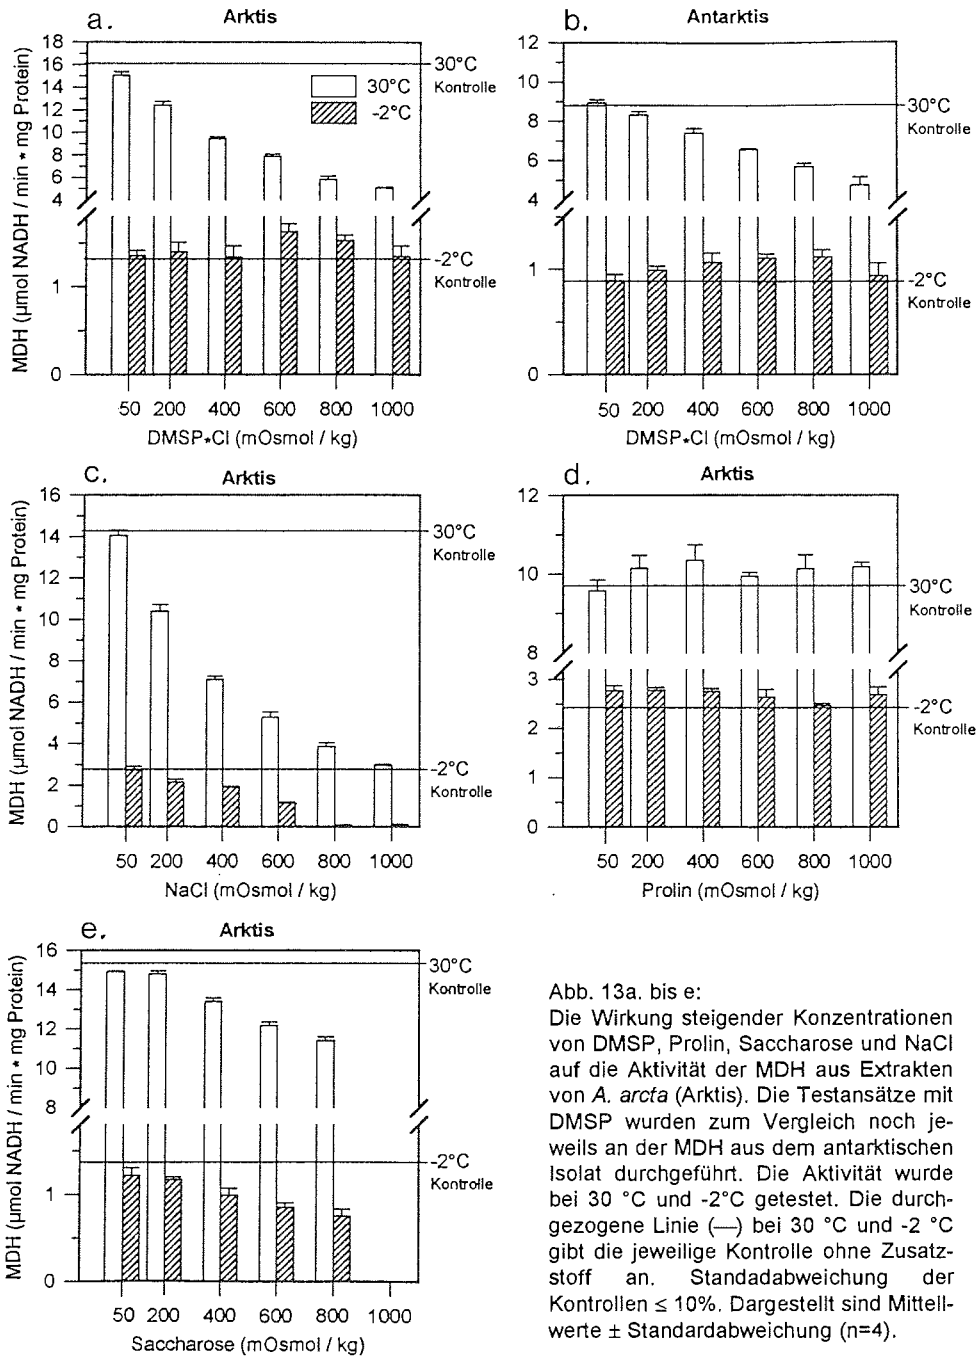 a.
Arktis
18
16
14
12
10
8
6
4
1
0
30°C
Kontrolle
30°C
-2°C
-2°C
Kontrolle
MDH (µmol NADH / min * mg Protein)
50 200 400 600 800 1000
DMSP*Cl (mOsmol / kg)
b.
Antarktis
12
10
8
6
4
1
0
30°C
Kontrolle
-2°C
Kontrolle
50 200 400 600 800 1000
DMSP*Cl (mOsmol / kg)
c.
Arktis
16
14
12
10
8
6
4
2
0
30°C
Kontrolle
-2°C
Kontrolle
MDH (µmol NADH / min * mg Protein)
50 200 400 600 800 1000
NaCl (mOsmol / kg)
d.
Arktis
12
10
8
3
2
1
0
30°C
Kontrolle
-2°C
Kontrolle
50 200 400 600 800 1000
Prolin (mOsmol / kg)
e.
Arktis
16
14
12
10
8
1
0
30°C
Kontrolle
-2°C
Kontrolle
MDH (µmol NADH / min * mg Protein)
50 200 400 600 800 1000
Saccharose (mOsmol / kg)
Abb. 13a. bis e:
Die Wirkung steigender Konzentrationen
von DMSP, Prolin, Saccharose und NaCl
auf die Aktivität der MDH aus Extrakten
von A. arcta (Arktis). Die Testansätze mit
DMSP wurden zum Vergleich noch je-
weils an der MDH aus dem antarktischen
Isolat durchgeführt. Die Aktivität wurde
bei 30 °C und -2°C getestet. Die durch-
gezogene Linie (—) bei 30 °C und -2 °C
gibt die jeweilige Kontrolle ohne Zusatz-
stoff an. Standadabweichung der
Kontrollen ≤ 10%. Dargestellt sind Mittell-
werte ± Standardabweichung (n=4).